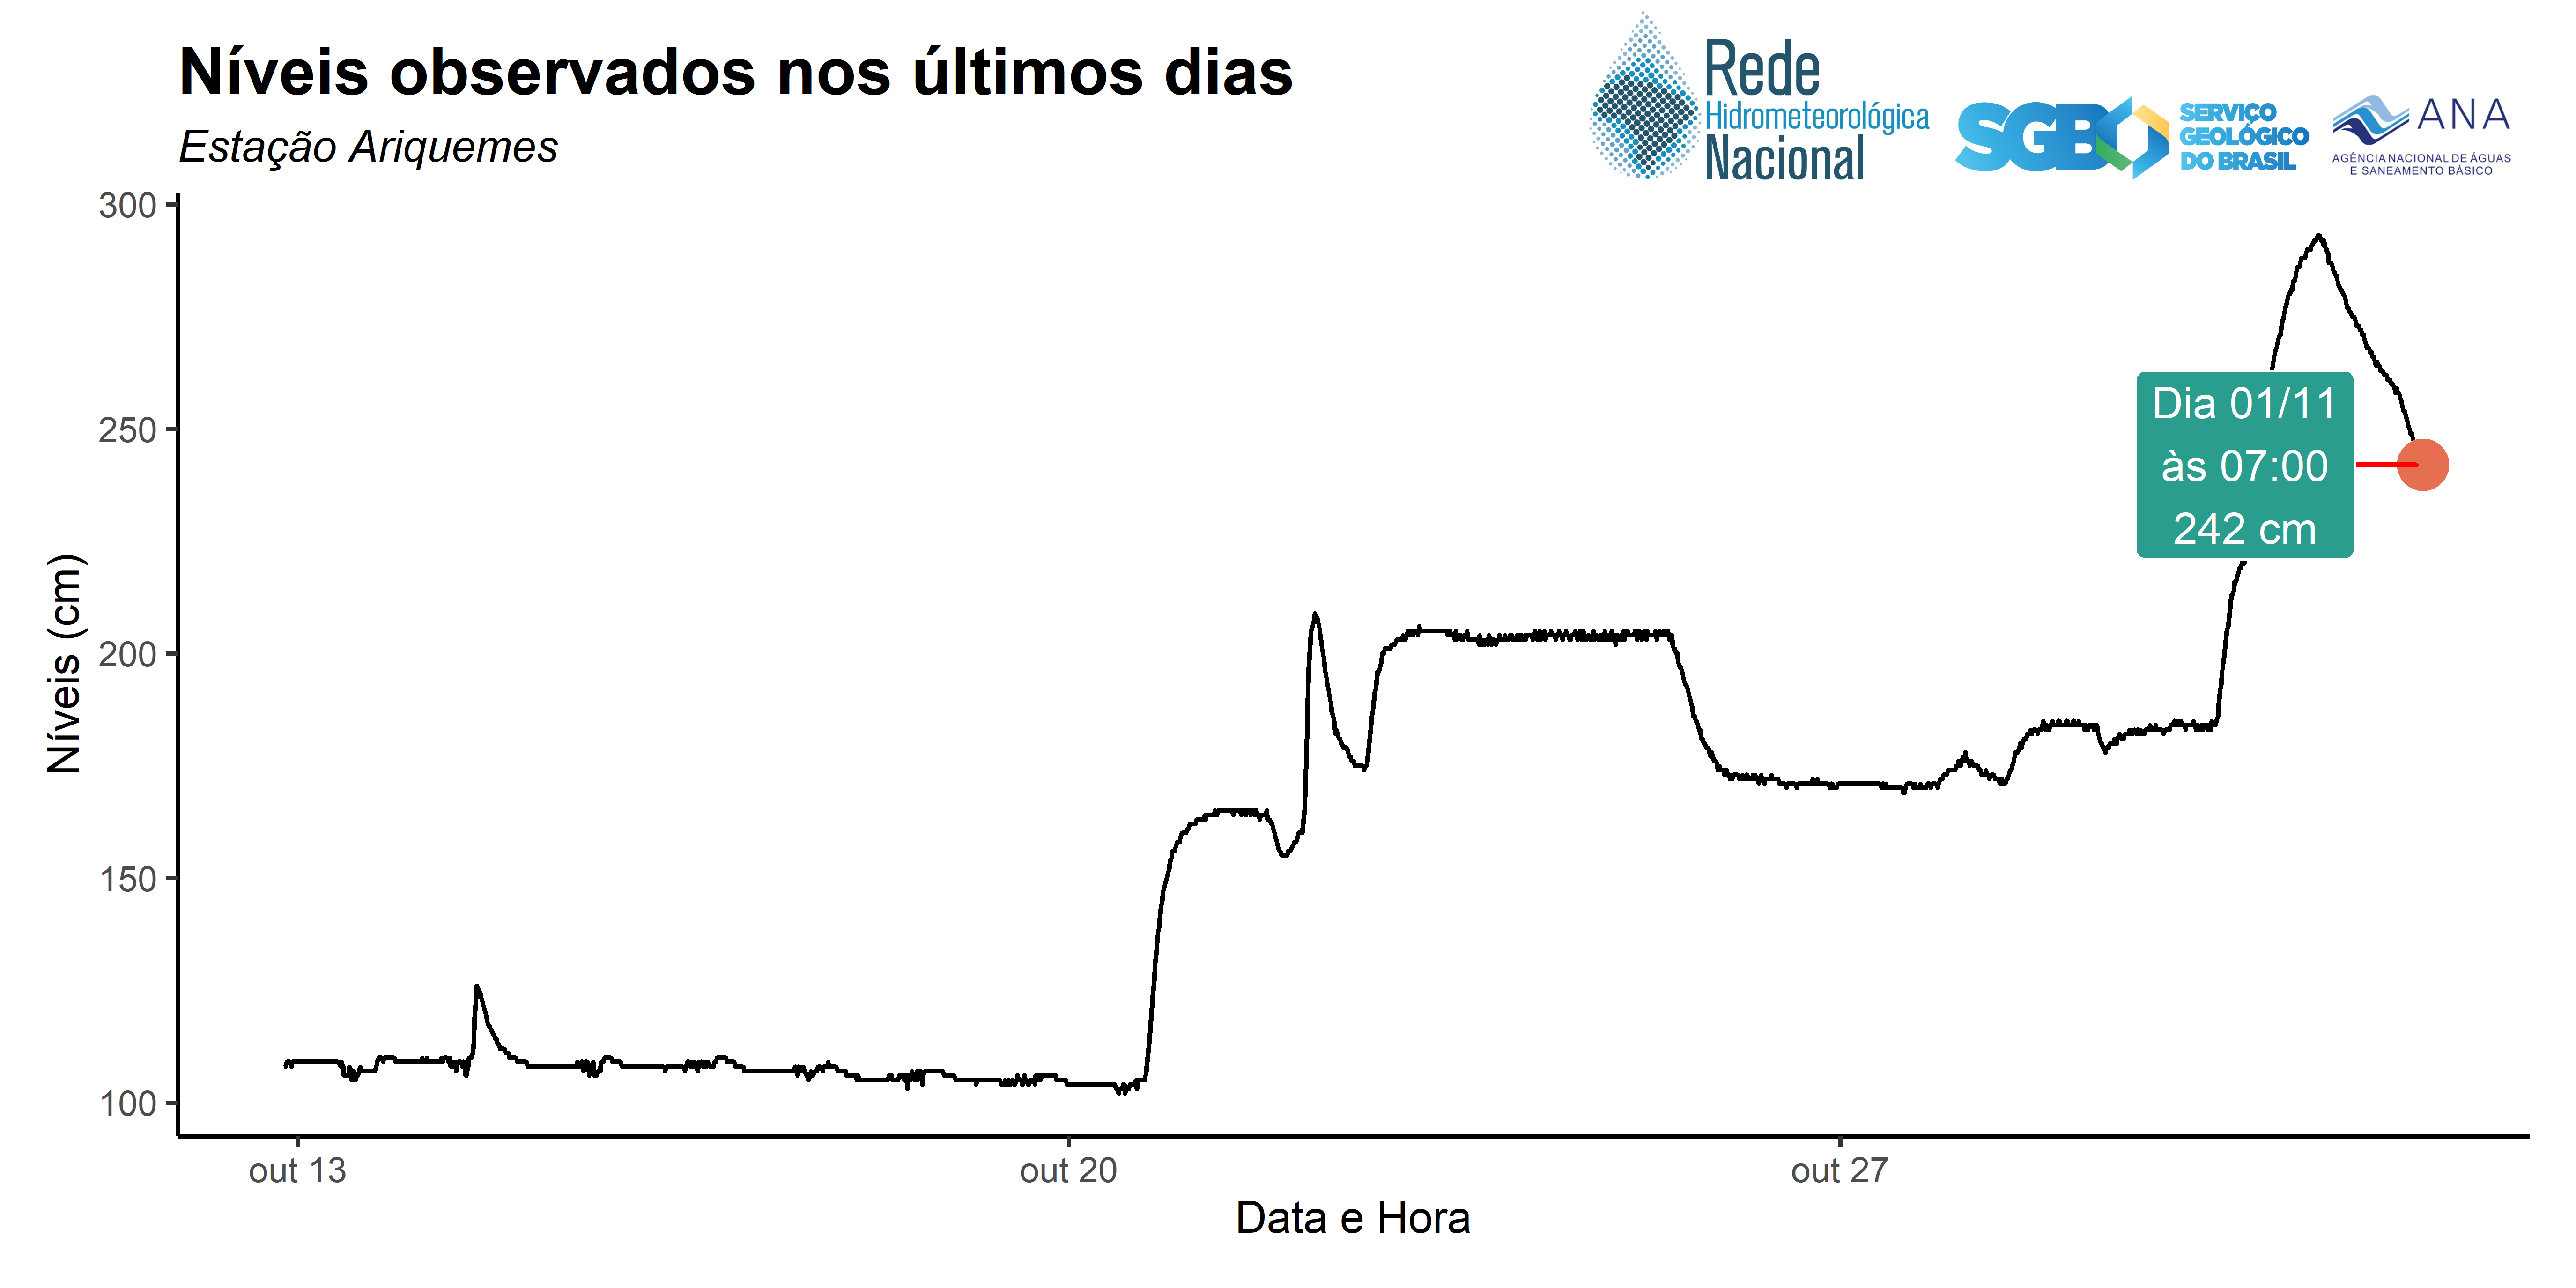 Níveis observados nos últimos dias
Estação Ariquemes
Rede
Hidrometeorológica
Nacional
SGB
SERVIÇO
GEOLÓGICO
DO BRASIL
ANA
AGÊNCIA NACIONAL DE ÁGUAS
E SANEAMENTO BÁSICO
Níveis (cm)
300
250
200
150
100
Dia 01/11
às 07:00
242 cm
out 13
out 20
out 27
Data e Hora